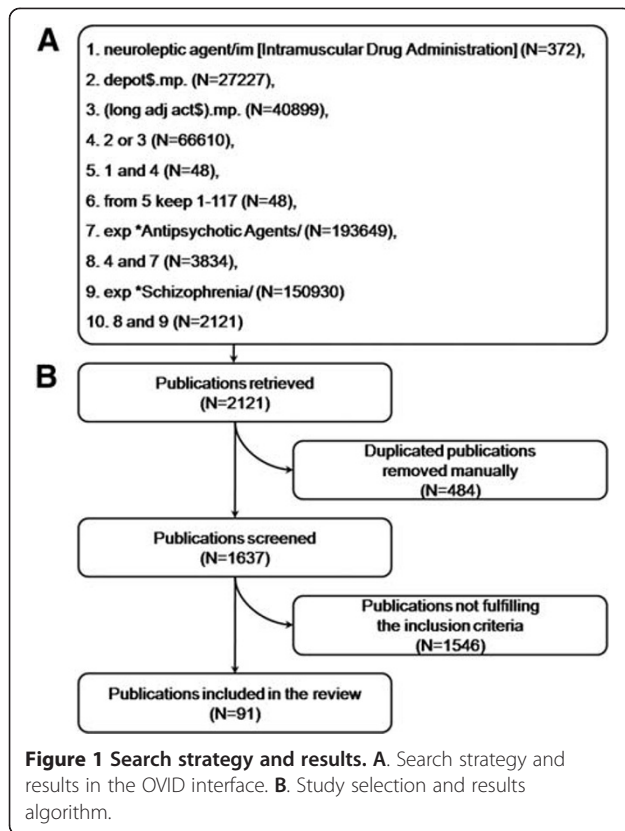 A
1. neuroleptic agent/im [Intramuscular Drug Administration] (N=372),
2. depot$.mp. (N=27227),
3. (long adj act$).mp. (N=40899),
4. 2 or 3 (N=66610),
5. 1 and 4 (N=48),
6. from 5 keep 1-117 (N=48),
7. exp *Antipsychotic Agents/ (N=193649),
8. 4 and 7 (N=3834),
9. exp *Schizophrenia/ (N=150930)
10. 8 and 9 (N=2121)
B
Publications retrieved
(N=2121)
Duplicated publications
removed manually
(N=484)
Publications screened
(N=1637)
Publications not fulfilling
the inclusion criteria
(N=1546)
Publications included in the review
(N=91)
Figure 1 Search strategy and results. A. Search strategy and
results in the OVID interface. B. Study selection and results
algorithm.